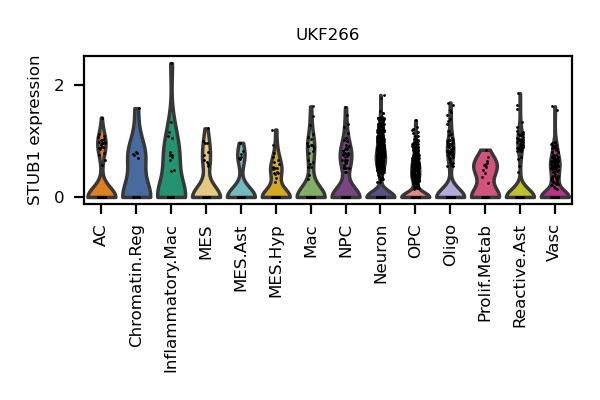 UKF266
STUB1 expression
2
0
AC
Chromatin.Reg
Inflammatory.Mac
MES
MES.Ast
MES.Hyp
Mac
NPC
Neuron
OPC
Oligo
Prolif.Metab
Reactive.Ast
Vasc